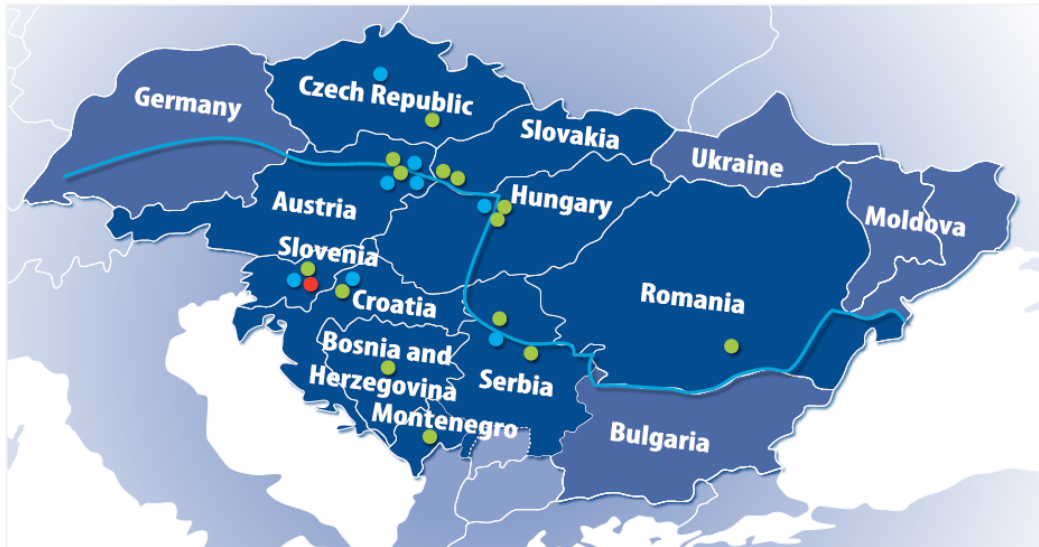 Czech Republic
Germany
Slovakia
Ukraine
Hungary
Austria
Moldova
Slovenia
Croatia
Romania
Bosnia and
Herzegovina
Serbia
Montenegro
Bulgaria